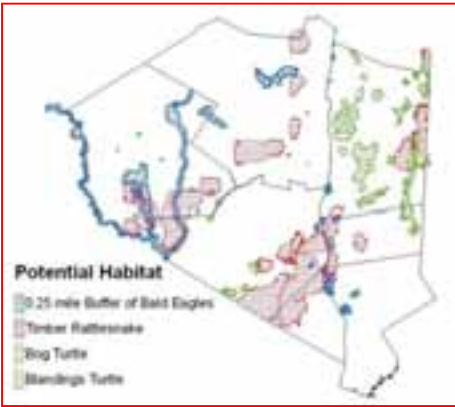 Potential Habitat
0.25 mile Buffer of Bald Eagles
Timber Rattlesnake
Bog Turtle
Blandings Turtle